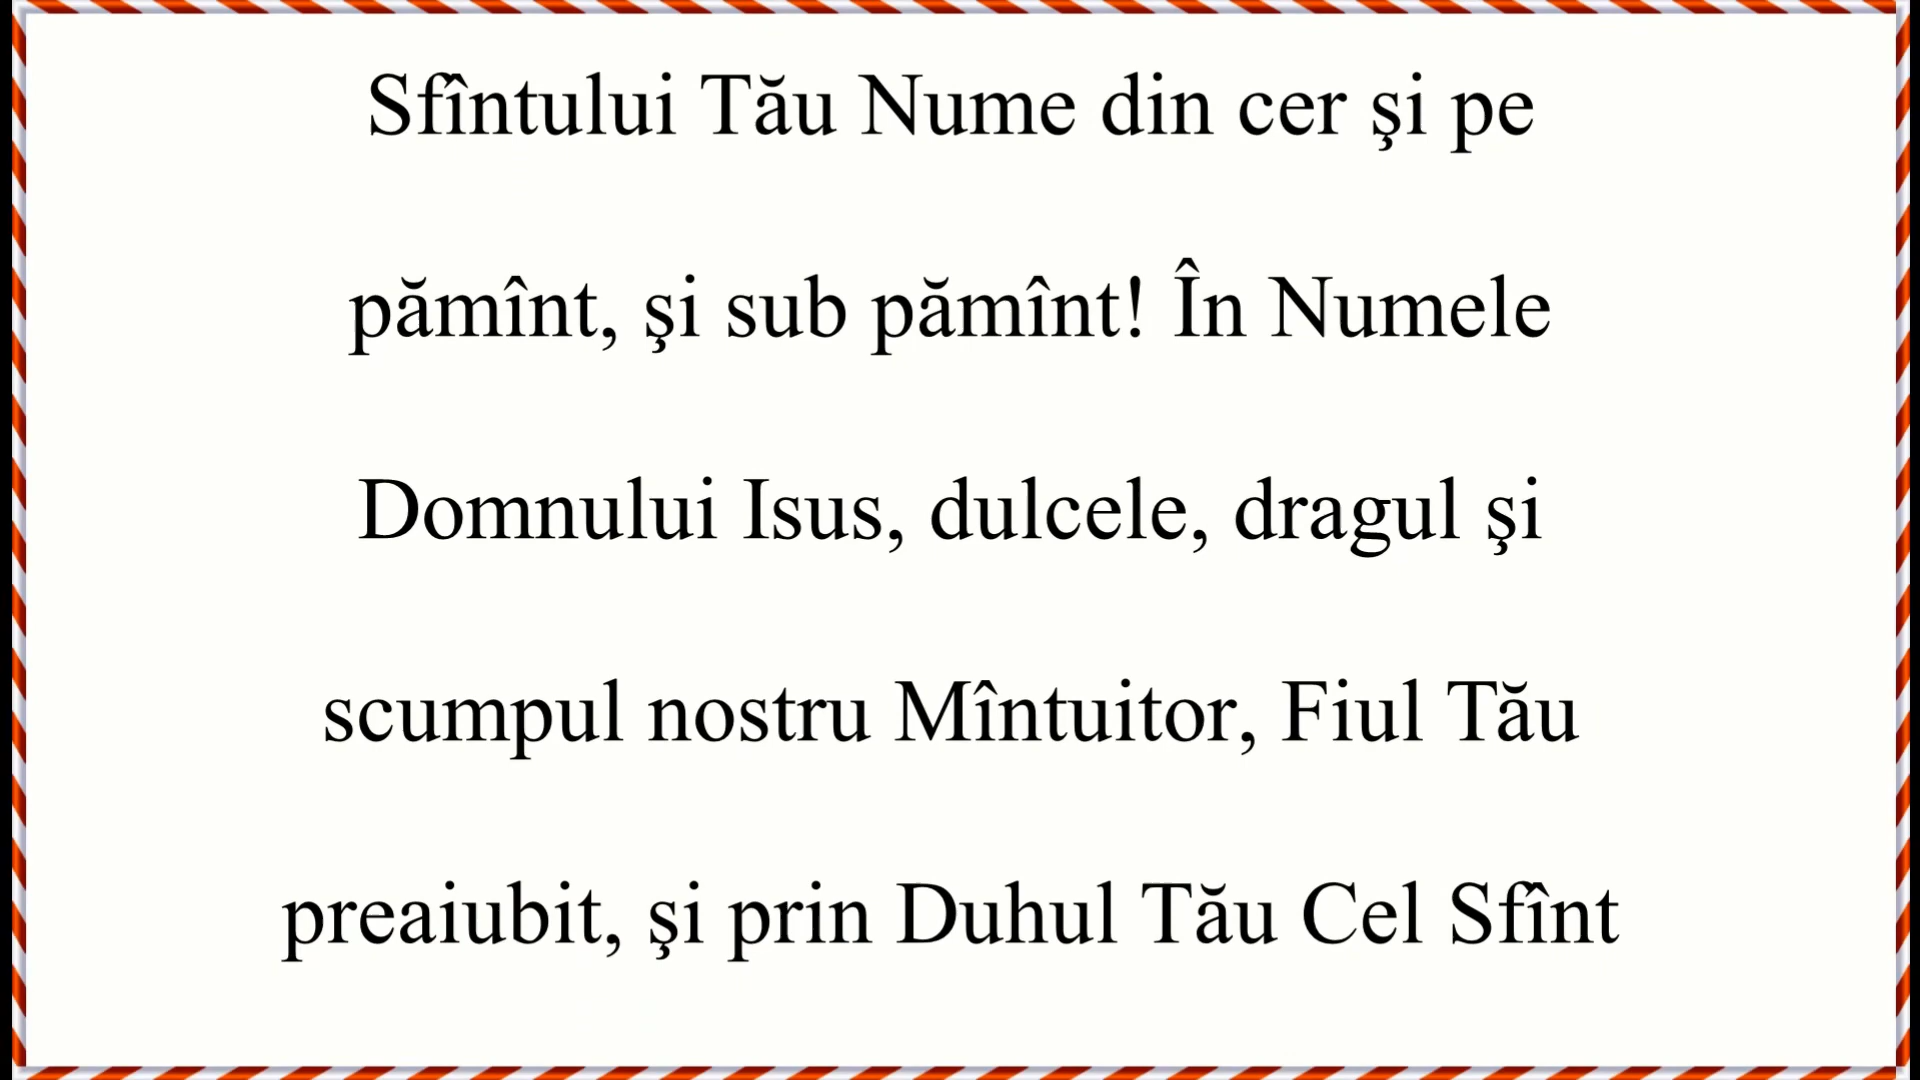 Sfîntului Tău Nume din cer şi pe
pămînt, şi sub pămînt! În Numele
Domnului Isus, dulcele, dragul şi
scumpul nostru Mîntuitor, Fiul Tău
preaiubit, şi prin Duhul Tău Cel Sfînt